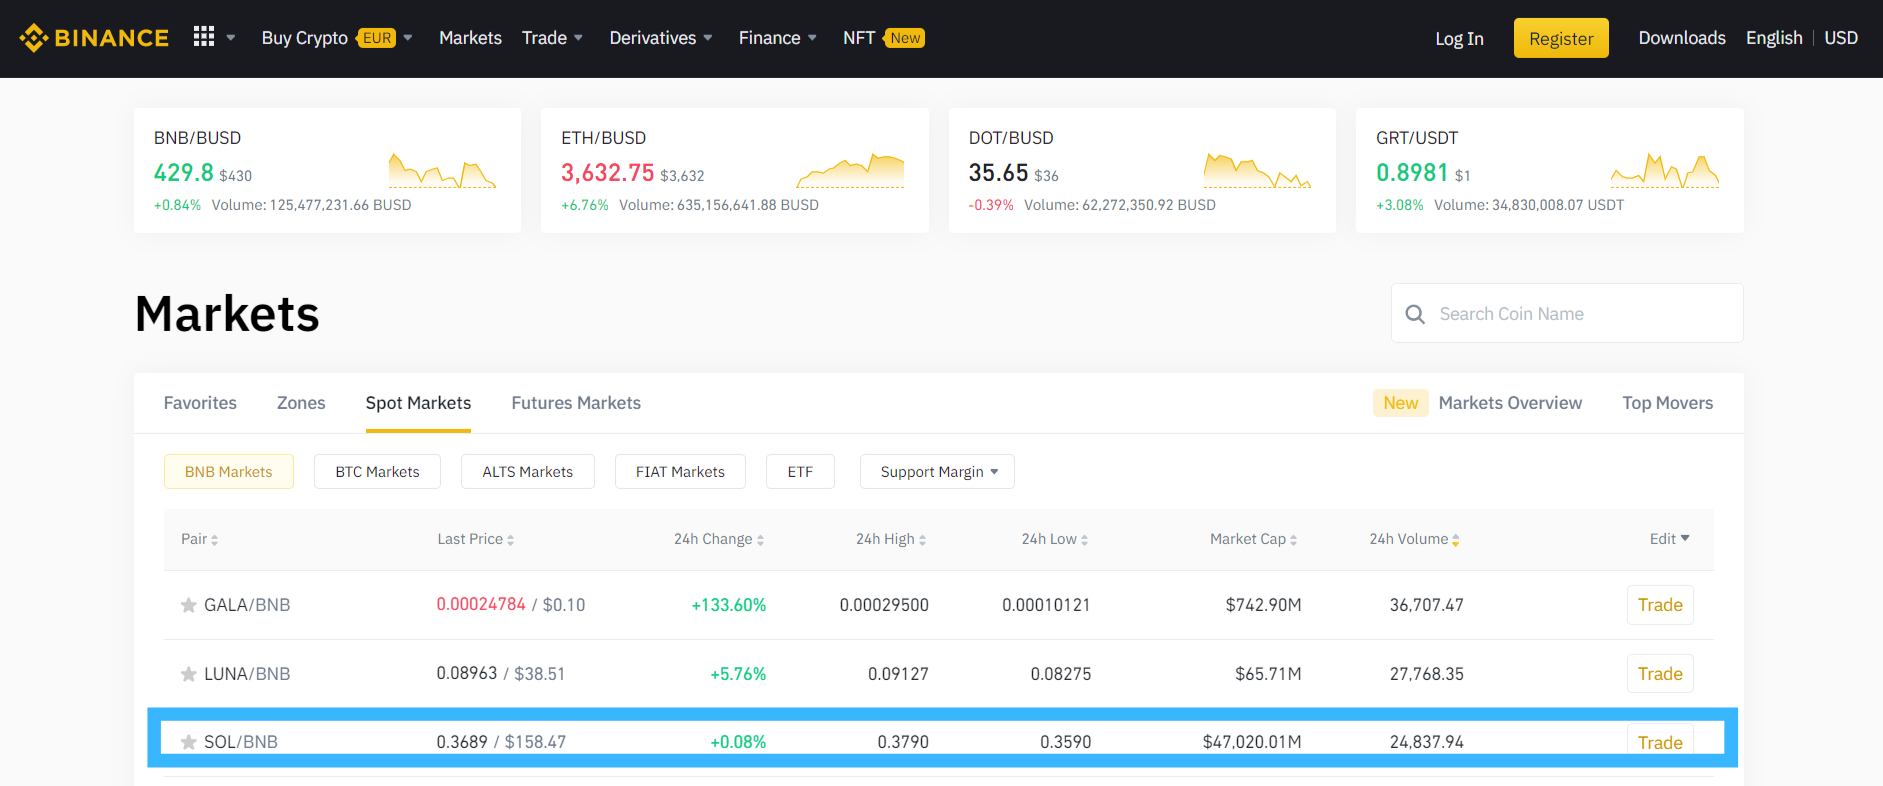 BINANCE Buy Crypto EUR Markets Trade Derivatives Finance NFT New Log In Register Downloads English USD
BNB/BUSD ETH/BUSD DOT/BUSD GRT/USDT
429.8 $430 3,632.75 $3,632 35.65 $36 0.8981 $1
+0.84% Volume: 125,477,231.66 BUSD +6.76% Volume: 635,156,641.88 BUSD -0.39% Volume: 62,272,350.92 BUSD +3.08% Volume: 34,830,008.07 USDT
Markets Search Coin Name
Favorites Zones Spot Markets Futures Markets New Markets Overview Top Movers
BNB Markets BTC Markets ALTS Markets FIAT Markets ETF Support Margin
Pair Last Price 24h Change 24h High 24h Low Market Cap 24h Volume Edit
GALA/BNB 0.00024784 / $0.10 +133.60% 0.00029500 0.00010121 $742.90M 36,707.47 Trade
LUNA/BNB 0.08963 / $38.51 +5.76% 0.09127 0.08275 $65.71M 27,768.35 Trade
SOL/BNB 0.3689 / $158.47 +0.08% 0.3790 0.3590 $47,020.01M 24,837.94 Trade